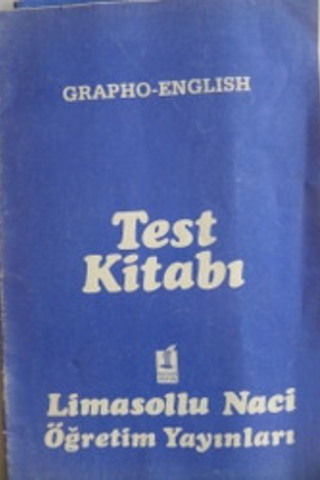 GRAPHO-ENGLISH
Test
Kitabı
Limasollu Naci
Öğretim Yayınları